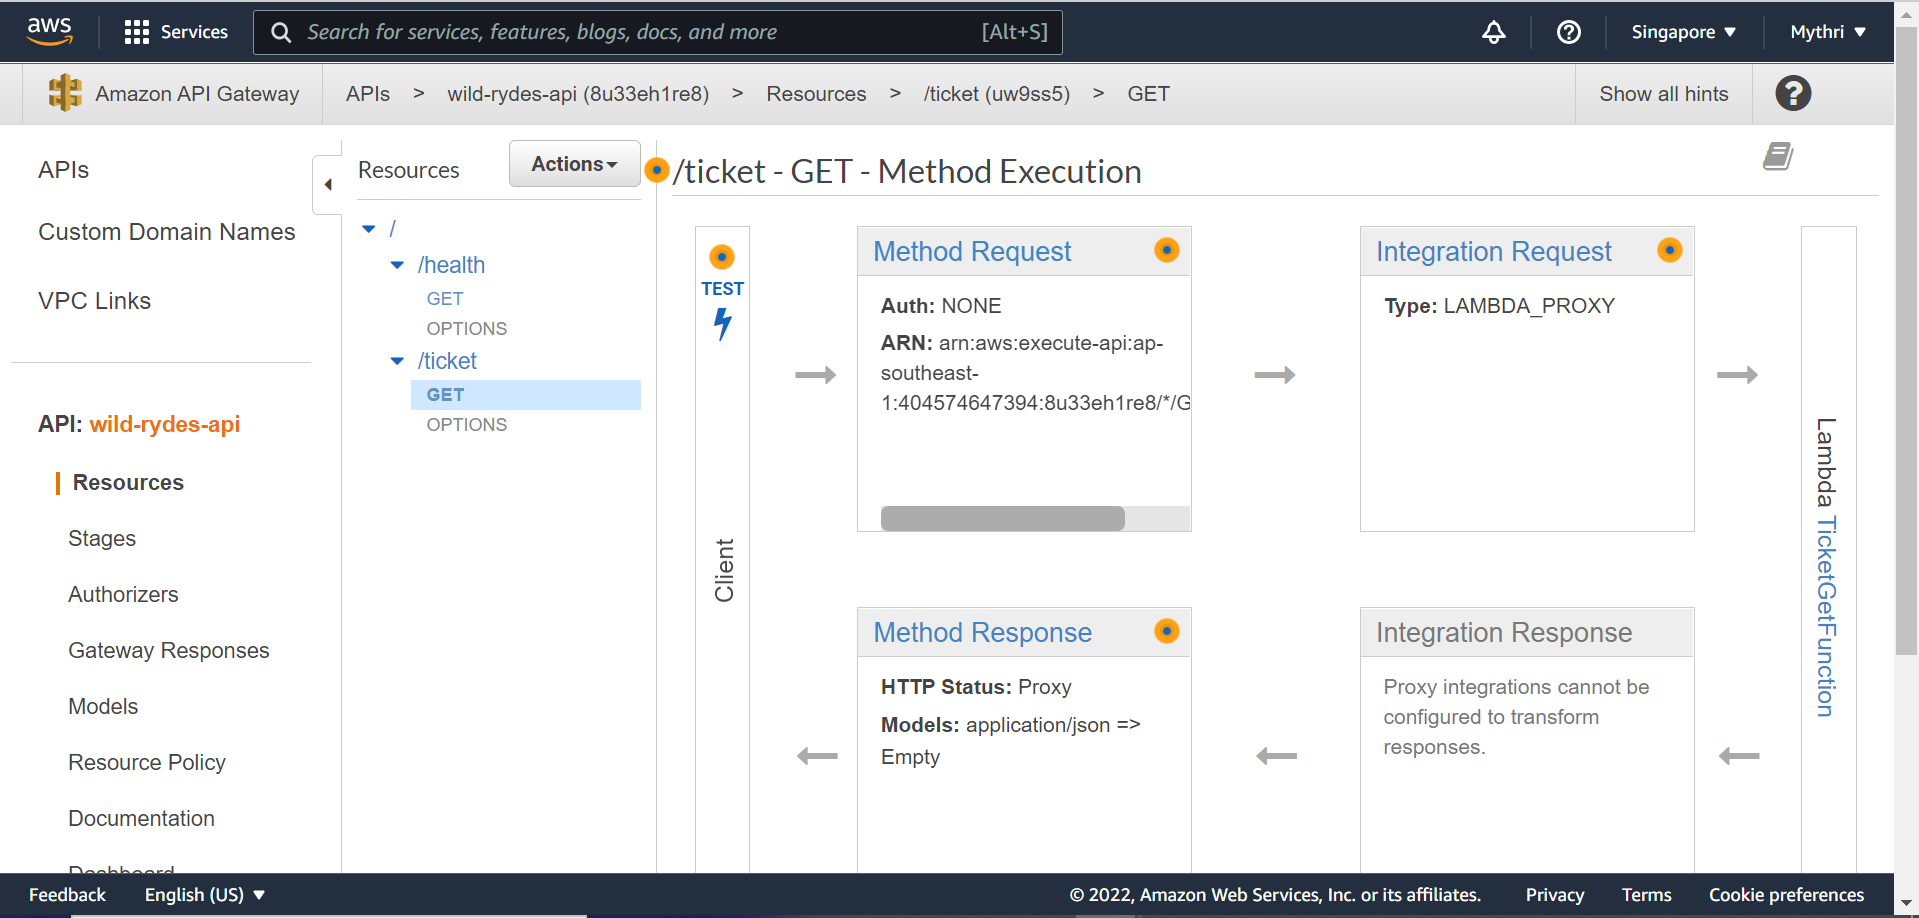 aws
Services
Search for services, features, blogs, docs, and more
[Alt+S]
Singapore
Mythri
Amazon API Gateway
APIs > wild-rydes-api (8u33eh1re8) > Resources > /ticket (uw9ss5) > GET
Show all hints
APIs
Custom Domain Names
VPC Links
API: wild-rydes-api
Resources
Stages
Authorizers
Gateway Responses
Models
Resource Policy
Documentation
Dashboard
Resources
Actions
/
/health
GET
OPTIONS
/ticket
GET
OPTIONS
/ticket - GET - Method Execution
TEST
Client
Method Request
Auth: NONE
ARN: arn:aws:execute-api:ap-
southeast-
1:404574647394:8u33eh1re8/*/G
Integration Request
Type: LAMBDA_PROXY
Lambda TicketGetFunction
Method Response
HTTP Status: Proxy
Models: application/json =>
Empty
Integration Response
Proxy integrations cannot be
configured to transform
responses.
Feedback
English (US)
© 2022, Amazon Web Services, Inc. or its affiliates.
Privacy
Terms
Cookie preferences